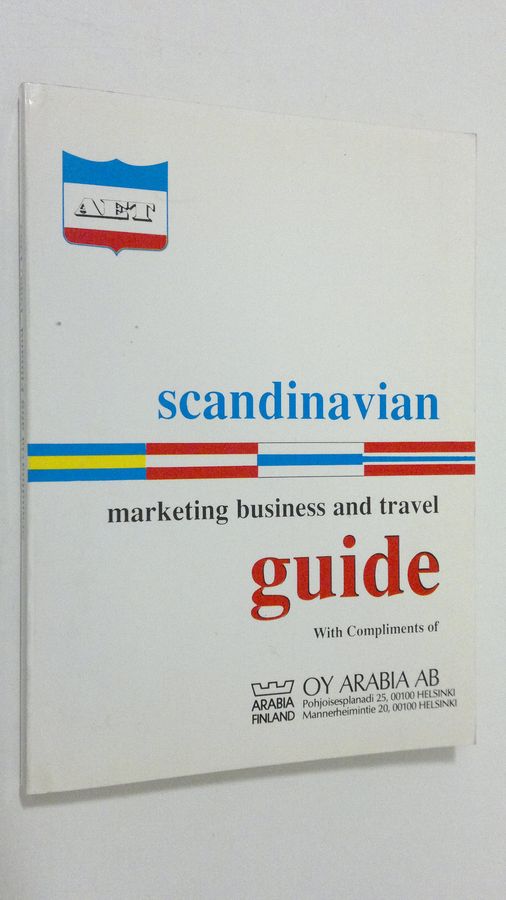 AET
scandinavian
marketing business and travel
guide
With Compliments of
ARABIA
FINLAND
OY ARABIA AB
Pohjoisesplanadi 25, 00100 HELSINKI
Mannerheimintie 20, 00100 HELSINKI